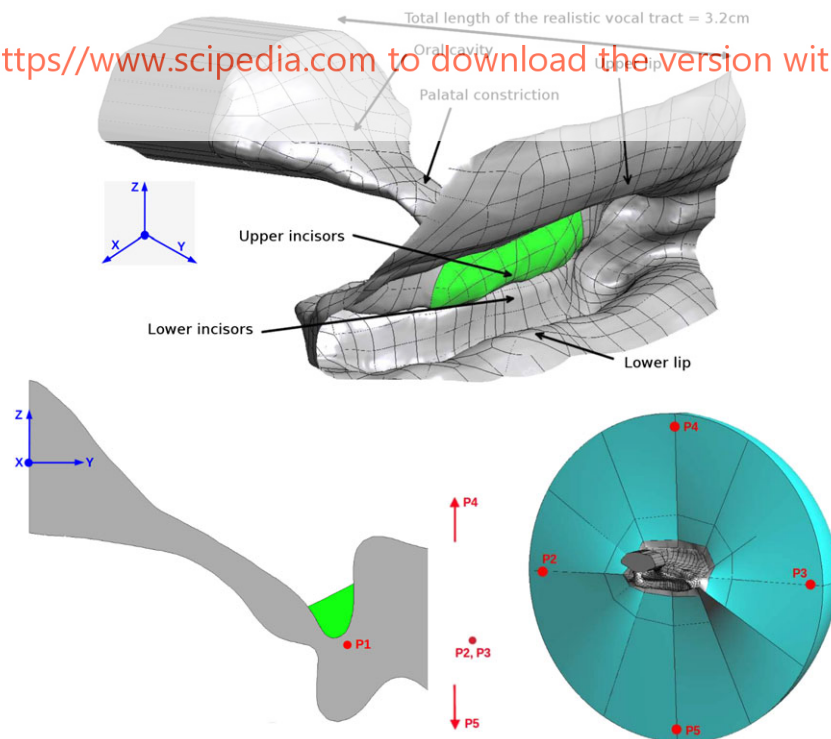 Total length of the realistic vocal tract = 3.2cm
ttps//www.scipedia.com to download the version wit
Oral cavity
Upper lip
Palatal constriction
Z
X
Y
Upper incisors
Lower incisors
Lower lip
Z
X
Y
P4
P1
P2, P3
P5
P4
P2
P3
P5